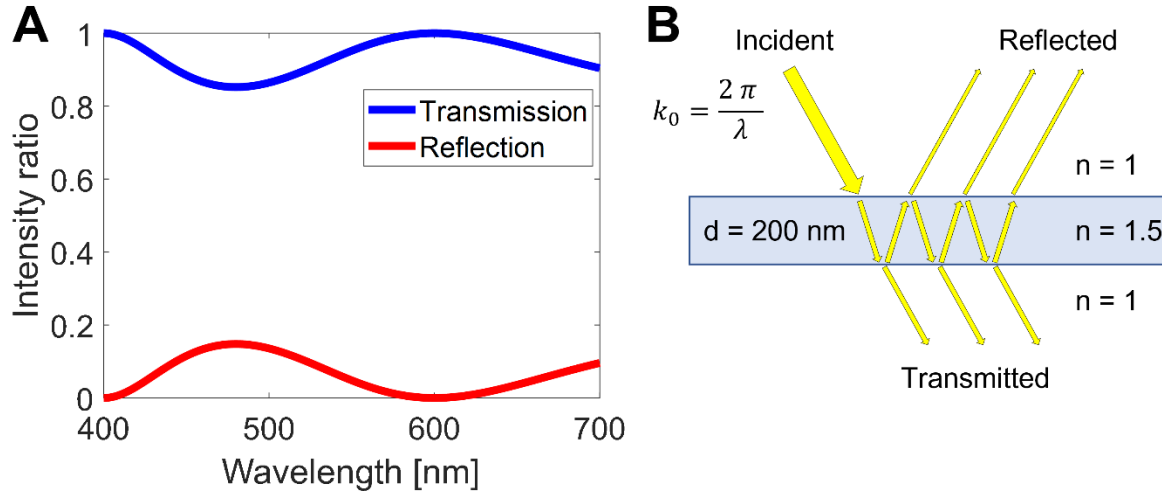 A
1
0.8
0.6
0.4
0.2
0
Intensity ratio
400
500
600
700
Wavelength [nm]
Transmission
Reflection
B
Incident
Reflected
k₀ = 2 π / λ
n = 1
d = 200 nm
n = 1.5
n = 1
Transmitted